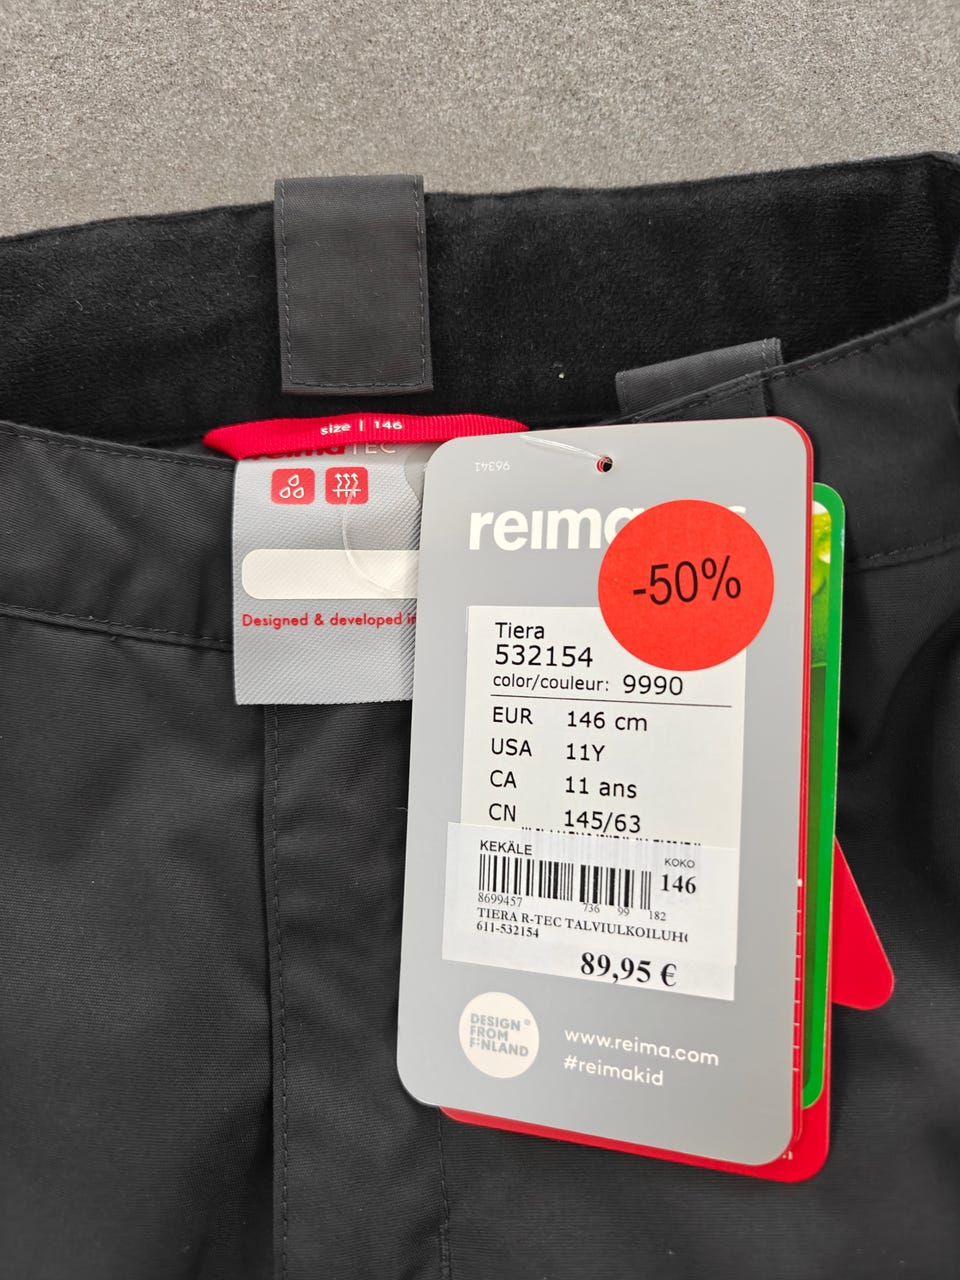 size | 146
TEC
Designed & developed in
96341
reima
-50%
Tiera
532154
color/couleur: 9990
EUR 146 cm
USA 11Y
CA 11 ans
CN 145/63
KEKÄLE
KOKO
146
8699457 736 99 182
TIERA R-TEC TALVIULKOILUH
611-532154
89,95 €
DESIGN ®
FROM
FINLAND
www.reima.com
#reimakid